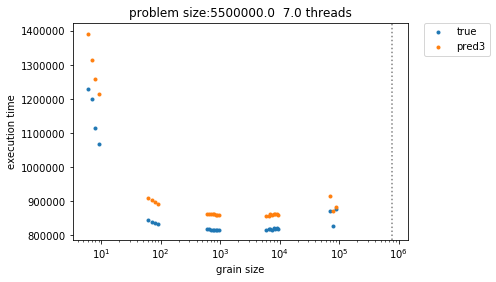 problem size:5500000.0  7.0 threads
true
pred3
1400000
1300000
1200000
1100000
1000000
900000
800000
execution time
10¹
10²
10³
10⁴
10⁵
10⁶
grain size